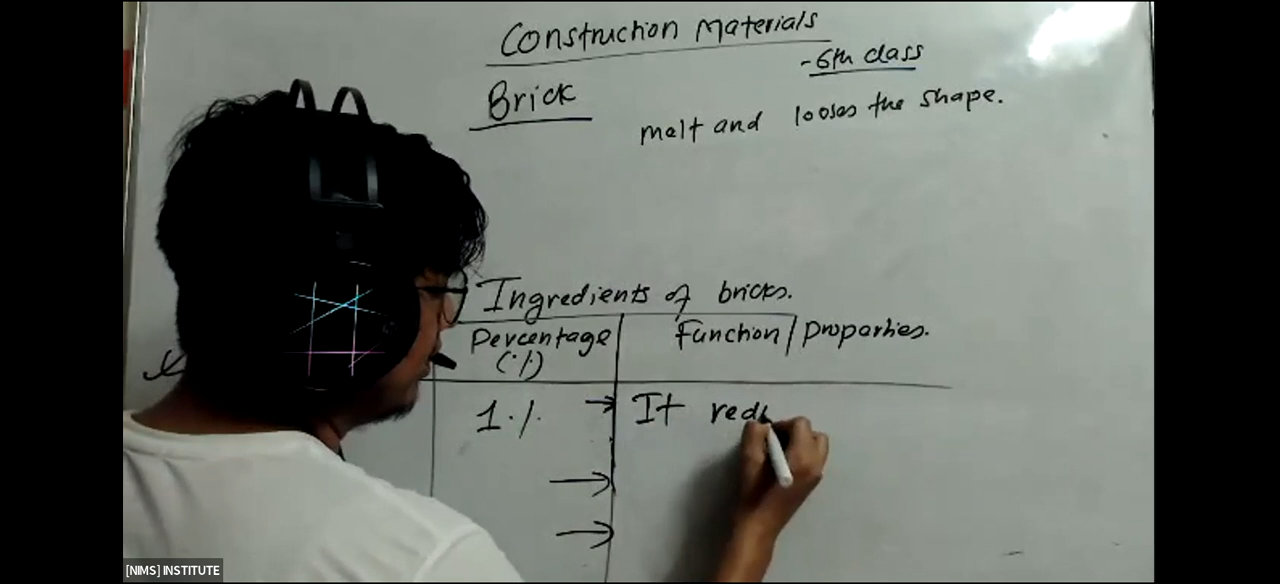 Construction Materials
-6th class
Brick
melt and looses the shape.
Ingredients of bricks.
Percentage
(%)
Function/properties.
1% → It red
→
→
[NIMS] INSTITUTE